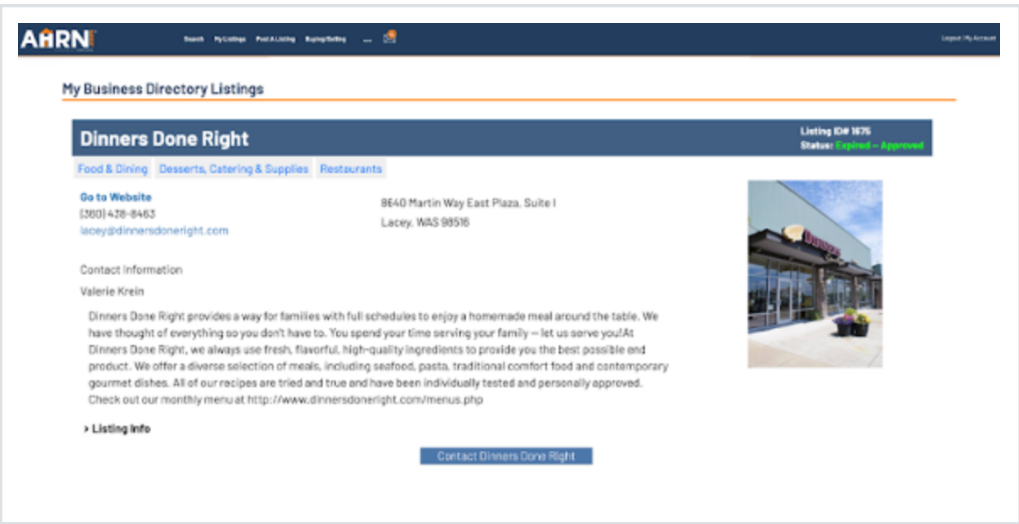 AHRN
Search My Listings Post A Listing Buying/Selling ...
Logout | My Account
My Business Directory Listings
Dinners Done Right
Listing ID# 1675
Status: Expired – Approved
Food & Dining Desserts, Catering & Supplies Restaurants
Go to Website
(360) 438-8463
lacey@dinnersdoneright.com
8640 Martin Way East Plaza, Suite I
Lacey, WAS 98516
Contact Information
Valerie Krein
Dinners Done Right provides a way for families with full schedules to enjoy a homemade meal around the table. We
have thought of everything so you don't have to. You spend your time serving your family – let us serve you!At
Dinners Done Right, we always use fresh, flavorful, high-quality ingredients to provide you the best possible end
product. We offer a diverse selection of meals, including seafood, pasta, traditional comfort food and contemporary
gourmet dishes. All of our recipes are tried and true and have been individually tested and personally approved.
Check out our monthly menu at http://www.dinnersdoneright.com/menus.php
> Listing Info
Contact Dinners Done Right